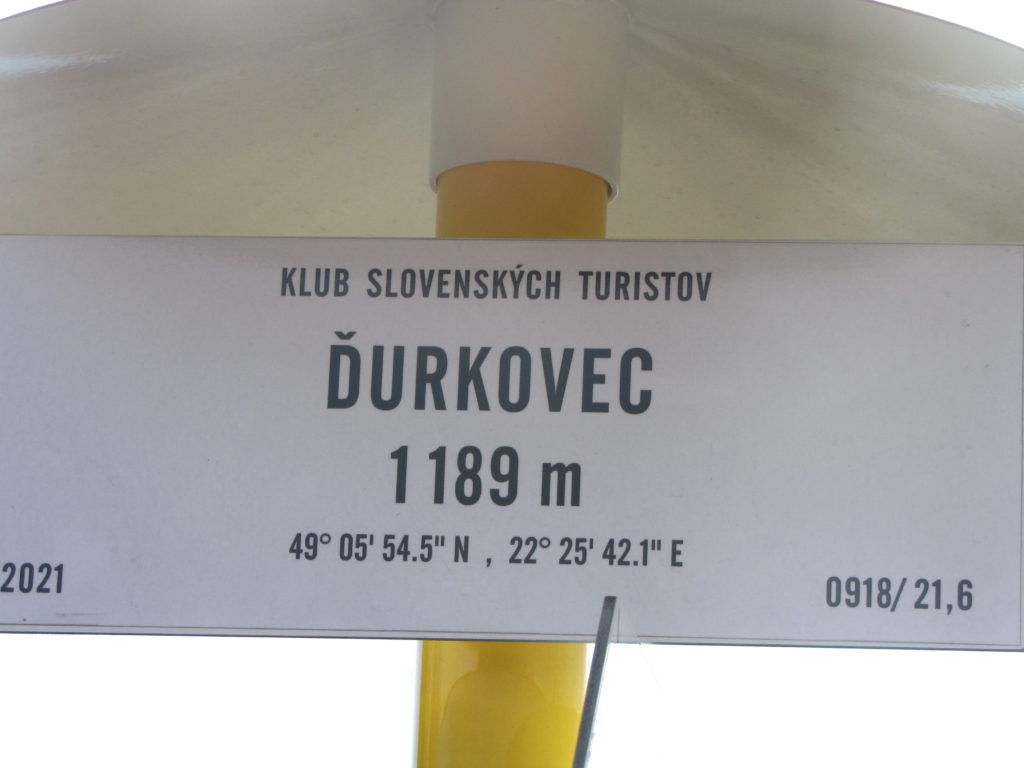 KLUB SLOVENSKÝCH TURISTOV
ĎURKOVEC
1189 m
49° 05' 54.5" N , 22° 25' 42.1" E
2021 0918/ 21,6